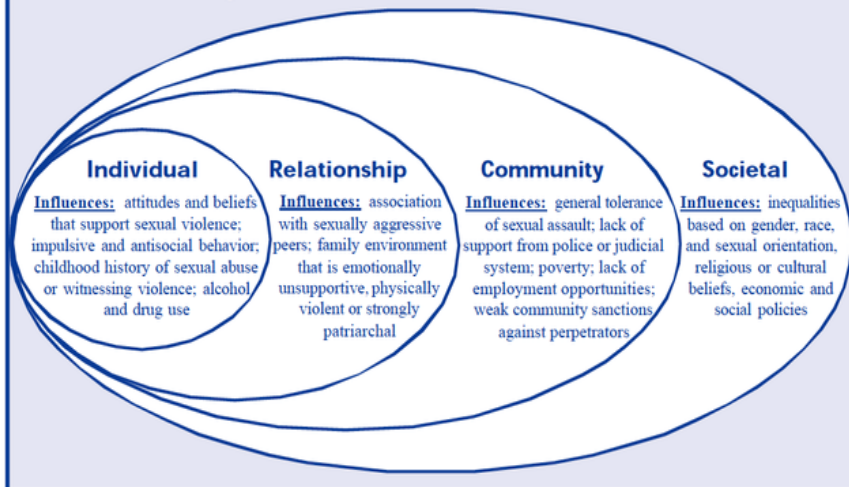 Individual
Influences: attitudes and beliefs
that support sexual violence;
impulsive and antisocial behavior;
childhood history of sexual abuse
or witnessing violence; alcohol
and drug use
Relationship
Influences: association
with sexually aggressive
peers; family environment
that is emotionally
unsupportive, physically
violent or strongly
patriarchal
Community
Influences: general tolerance
of sexual assault; lack of
support from police or judicial
system; poverty; lack of
employment opportunities;
weak community sanctions
against perpetrators
Societal
Influences: inequalities
based on gender, race,
and sexual orientation,
religious or cultural
beliefs, economic and
social policies